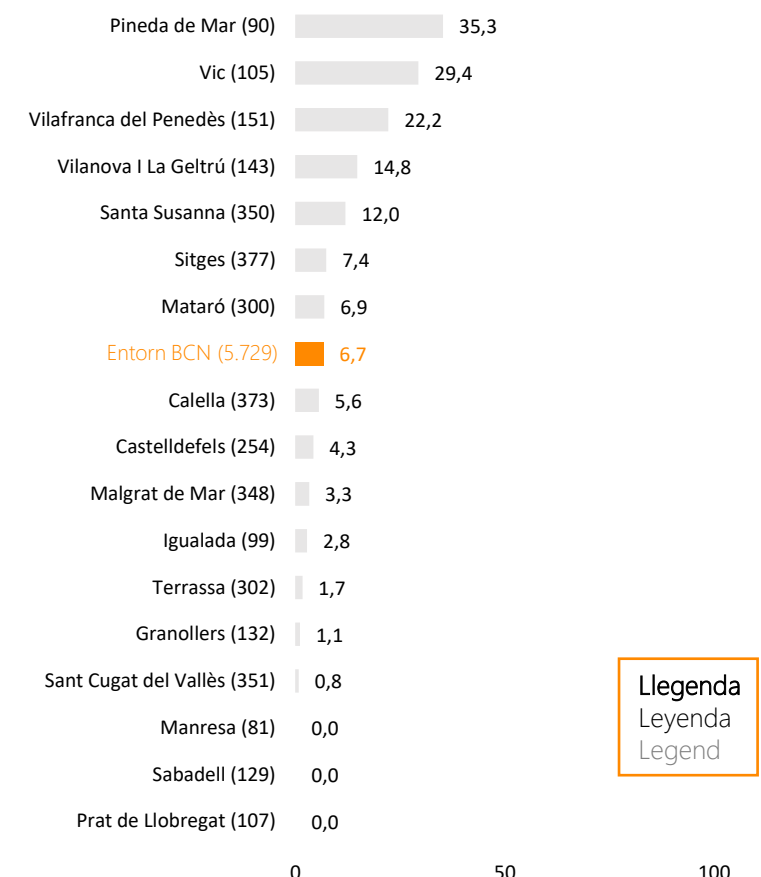 Pineda de Mar (90) 35,3
Vic (105) 29,4
Vilafranca del Penedès (151) 22,2
Vilanova I La Geltrú (143) 14,8
Santa Susanna (350) 12,0
Sitges (377) 7,4
Mataró (300) 6,9
Entorn BCN (5.729) 6,7
Calella (373) 5,6
Castelldefels (254) 4,3
Malgrat de Mar (348) 3,3
Igualada (99) 2,8
Terrassa (302) 1,7
Granollers (132) 1,1
Sant Cugat del Vallès (351) 0,8
Manresa (81) 0,0
Sabadell (129) 0,0
Prat de Llobregat (107) 0,0
0 50 100
Llegenda
Leyenda
Legend